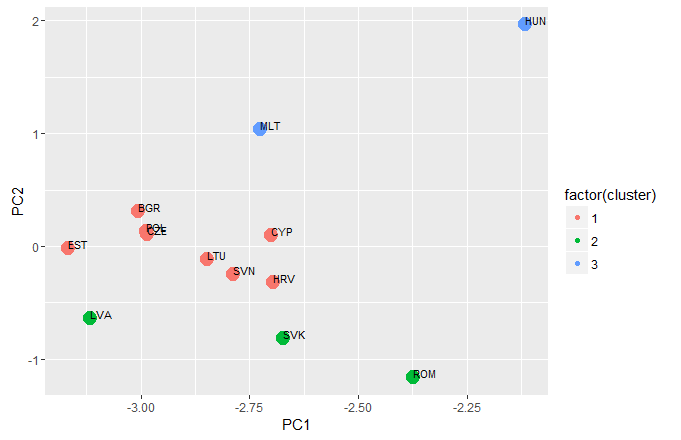 2
HUN
MLT
1
factor(cluster)
BGR
1
PC2
POL
CYP
CZE
2
0
EST
LTU
3
SVN
HRV
LVA
SVK
-1
ROM
-3.00
-2.75
-2.50
-2.25
PC1